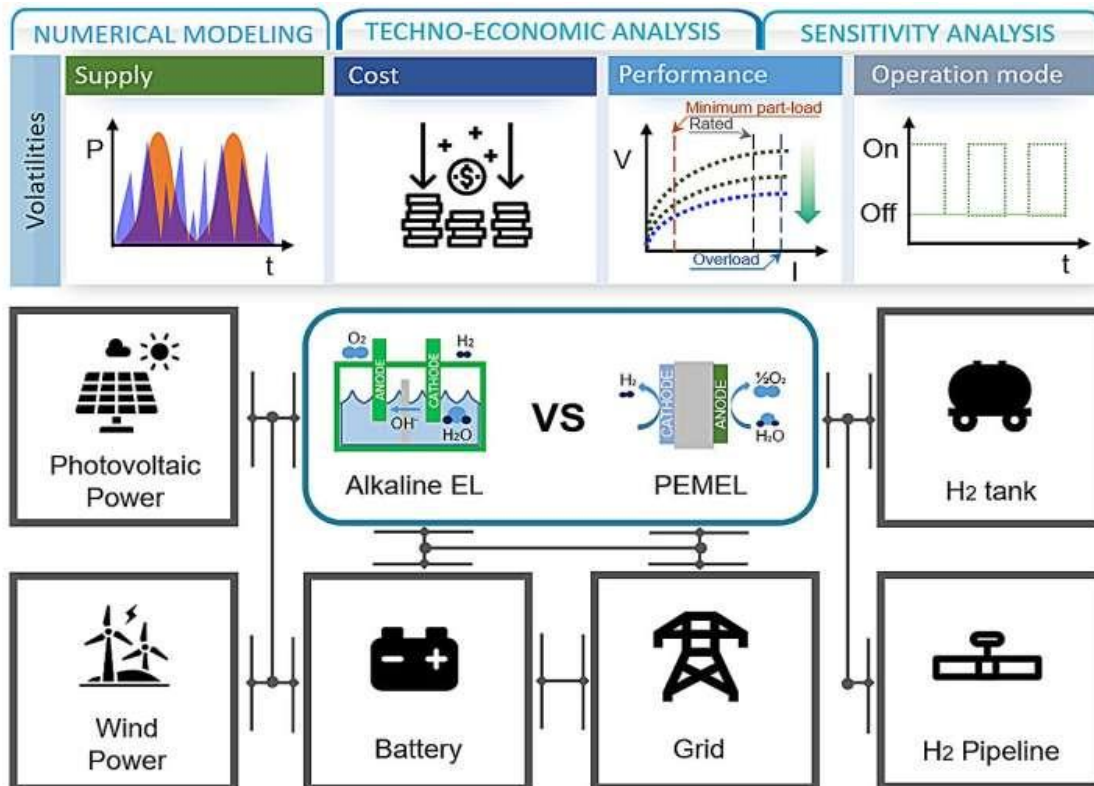 NUMERICAL MODELING
TECHNO-ECONOMIC ANALYSIS
SENSITIVITY ANALYSIS
Volatilities
Supply
P
t
Cost
$
Performance
Minimum part-load
Rated
V
Overload
I
Operation mode
On
Off
t
Photovoltaic
Power
O₂
H₂
ANODE
CATHODE
OH⁻
H₂O
Alkaline EL
VS
H₂
½O₂
CATHODE
ANODE
H₂O
PEMEL
H₂ tank
Wind
Power
Battery
Grid
H₂ Pipeline